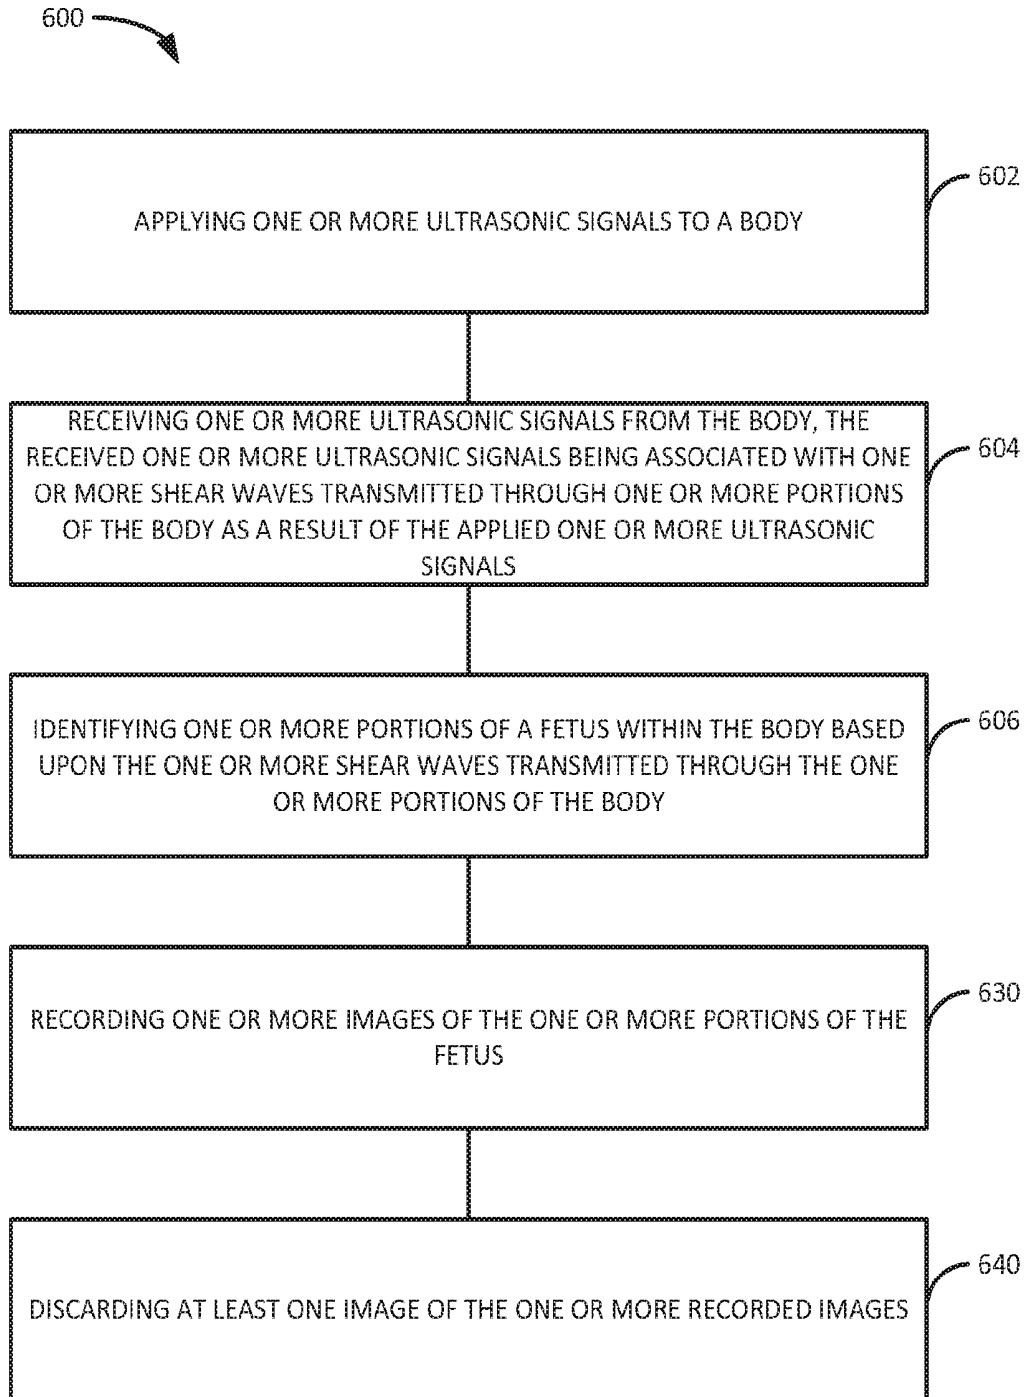 600
APPLYING ONE OR MORE ULTRASONIC SIGNALS TO A BODY
602
RECEIVING ONE OR MORE ULTRASONIC SIGNALS FROM THE BODY, THE
RECEIVED ONE OR MORE ULTRASONIC SIGNALS BEING ASSOCIATED WITH ONE
OR MORE SHEAR WAVES TRANSMITTED THROUGH ONE OR MORE PORTIONS
OF THE BODY AS A RESULT OF THE APPLIED ONE OR MORE ULTRASONIC
SIGNALS
604
IDENTIFYING ONE OR MORE PORTIONS OF A FETUS WITHIN THE BODY BASED
UPON THE ONE OR MORE SHEAR WAVES TRANSMITTED THROUGH THE ONE
OR MORE PORTIONS OF THE BODY
606
RECORDING ONE OR MORE IMAGES OF THE ONE OR MORE PORTIONS OF THE
FETUS
630
DISCARDING AT LEAST ONE IMAGE OF THE ONE OR MORE RECORDED IMAGES
640